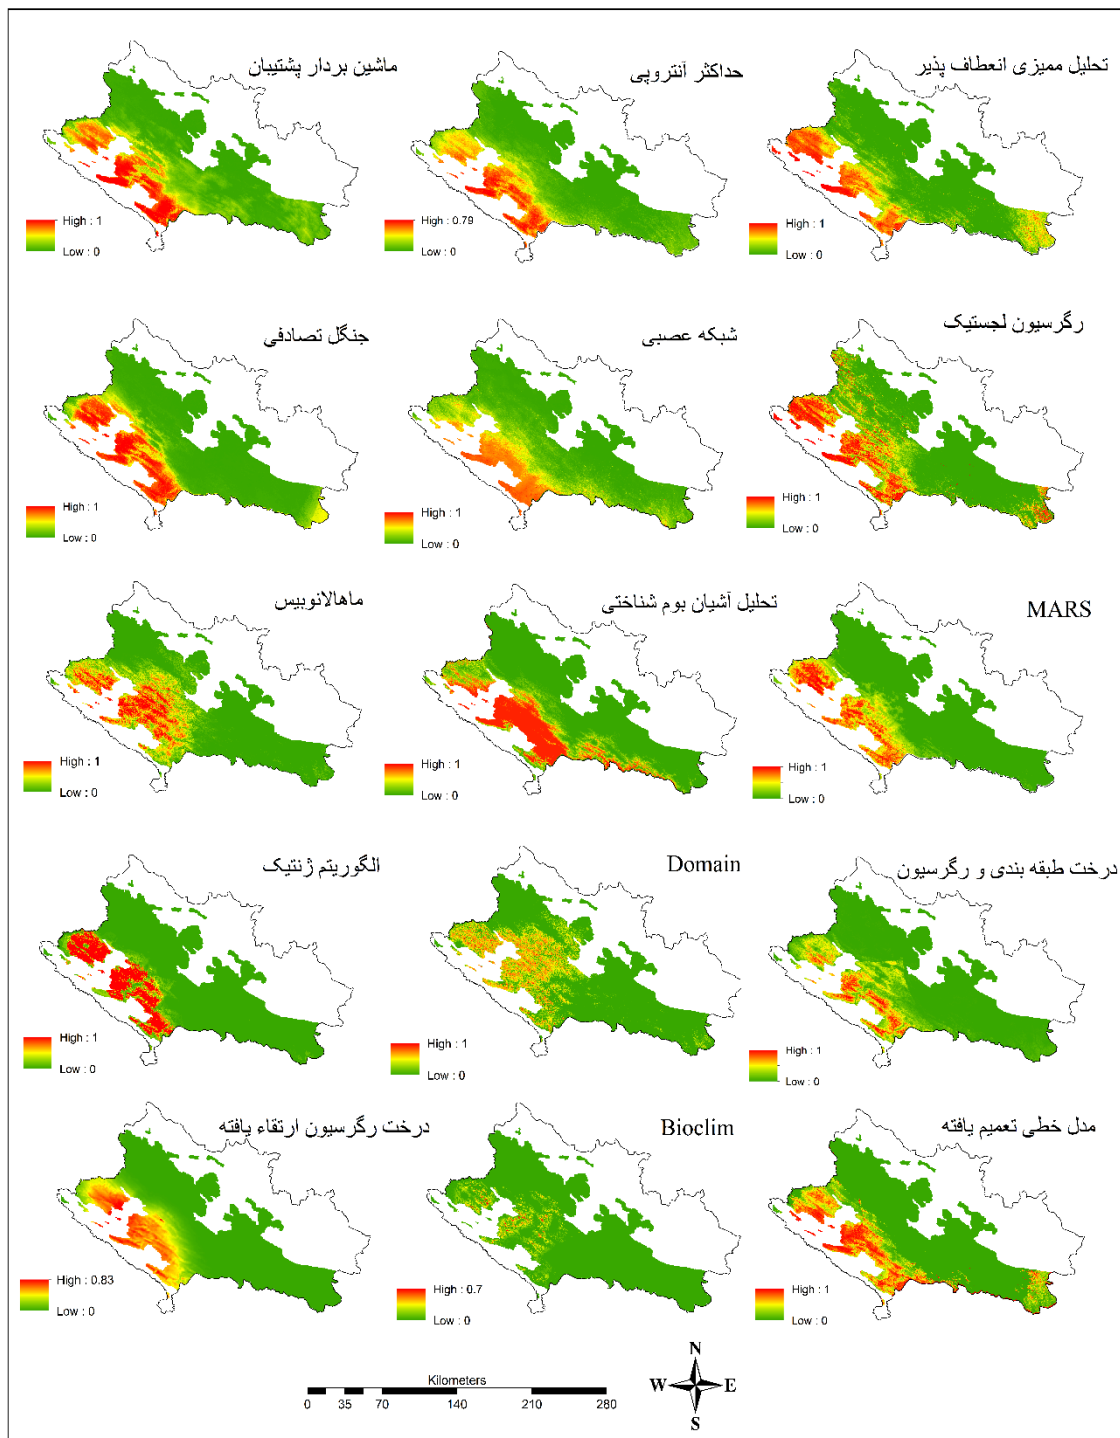 ماشین بردار پشتیبان
High : 1
Low : 0
حداکثر آنتروپی
High : 0.79
Low : 0
تحلیل ممیزی انعطاف پذیر
High : 1
Low : 0
جنگل تصادفی
High : 1
Low : 0
شبکه عصبی
High : 1
Low : 0
رگرسیون لجستیک
High : 1
Low : 0
ماهالانوبیس
High : 1
Low : 0
تحلیل آشیان بوم شناختی
High : 1
Low : 0
MARS
High : 1
Low : 0
الگوریتم ژنتیک
High : 1
Low : 0
Domain
High : 1
Low : 0
درخت طبقه بندی و رگرسیون
High : 1
Low : 0
درخت رگرسیون ارتقاء یافته
High : 0.83
Low : 0
Bioclim
High : 0.7
Low : 0
مدل خطی تعمیم یافته
High : 1
Low : 0
Kilometers
0 35 70 140 210 280
N
W E
S